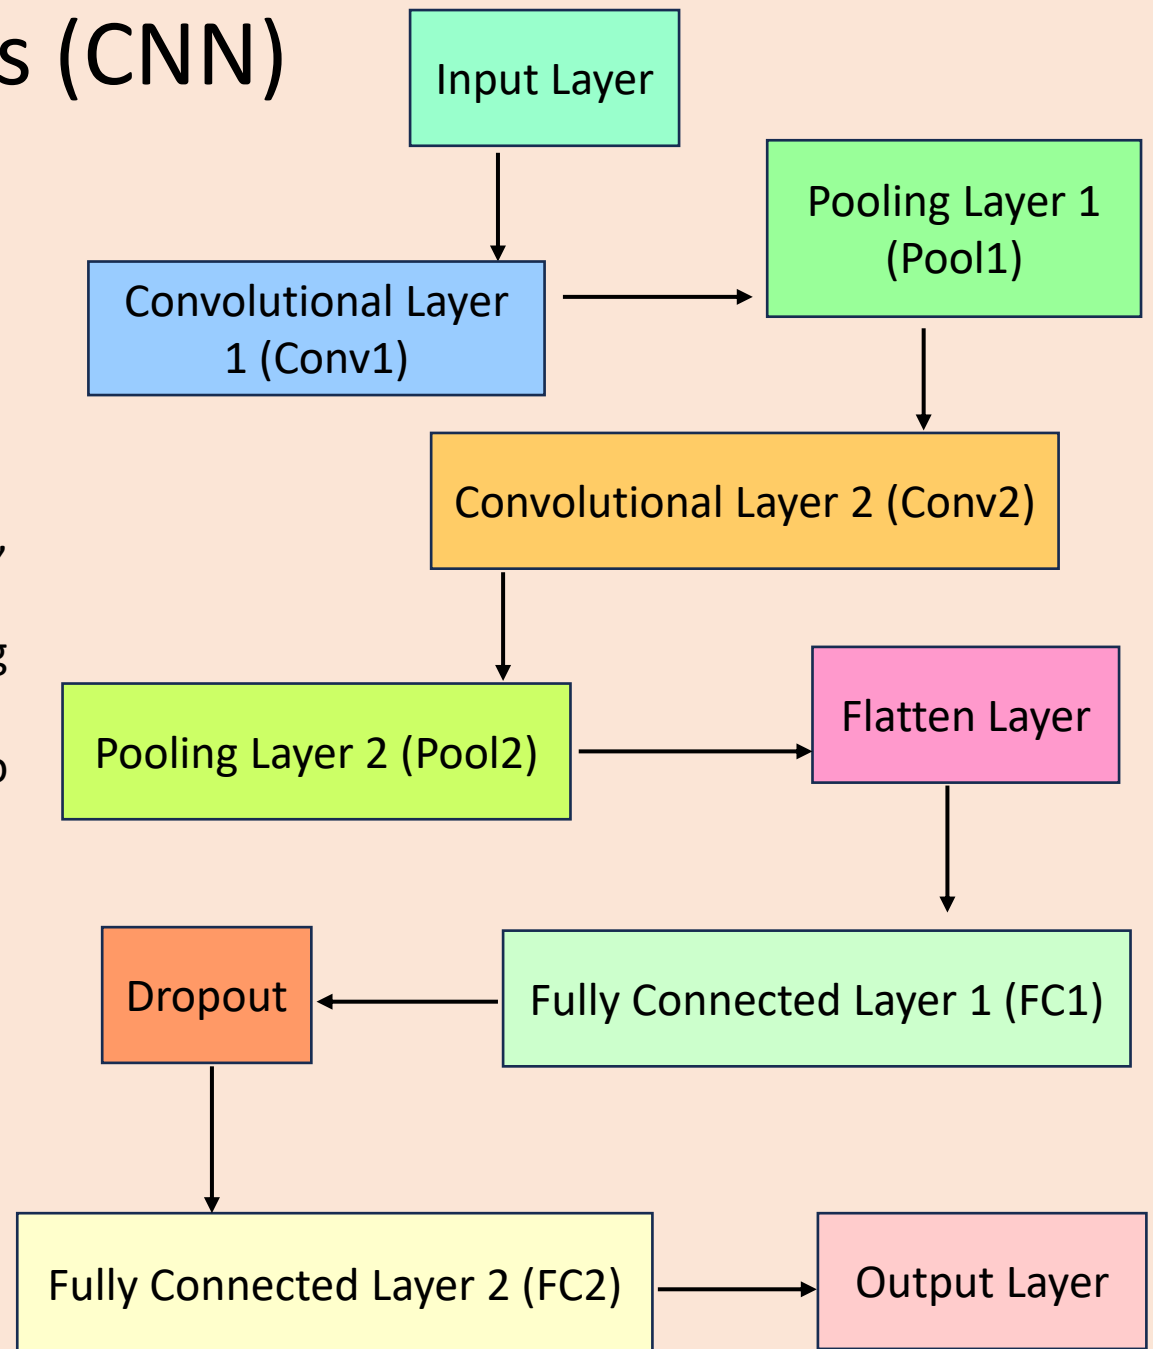 s (CNN)
Input Layer
Pooling Layer 1
(Pool1)
Convolutional Layer
1 (Conv1)
Convolutional Layer 2 (Conv2)
,
g
Flatten Layer
Pooling Layer 2 (Pool2)
o
Dropout
Fully Connected Layer 1 (FC1)
Fully Connected Layer 2 (FC2)
Output Layer